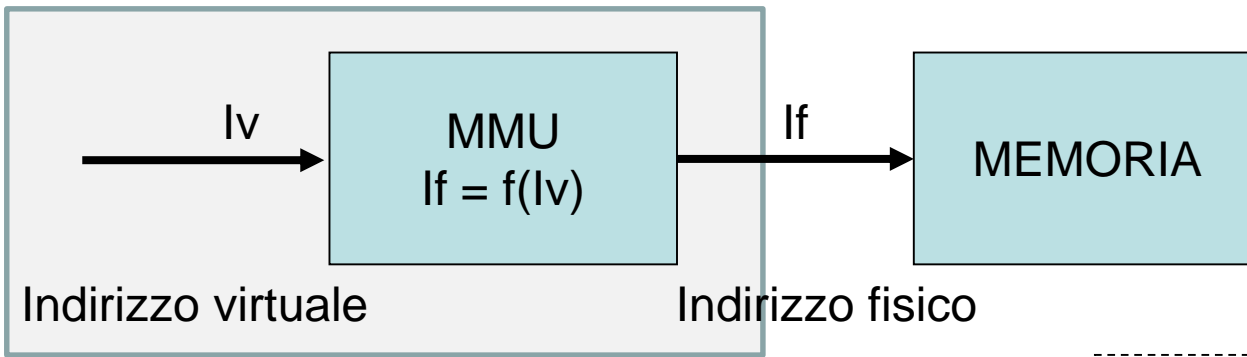 Iv
MMU
If = f(Iv)
If
MEMORIA
Indirizzo virtuale
Indirizzo fisico